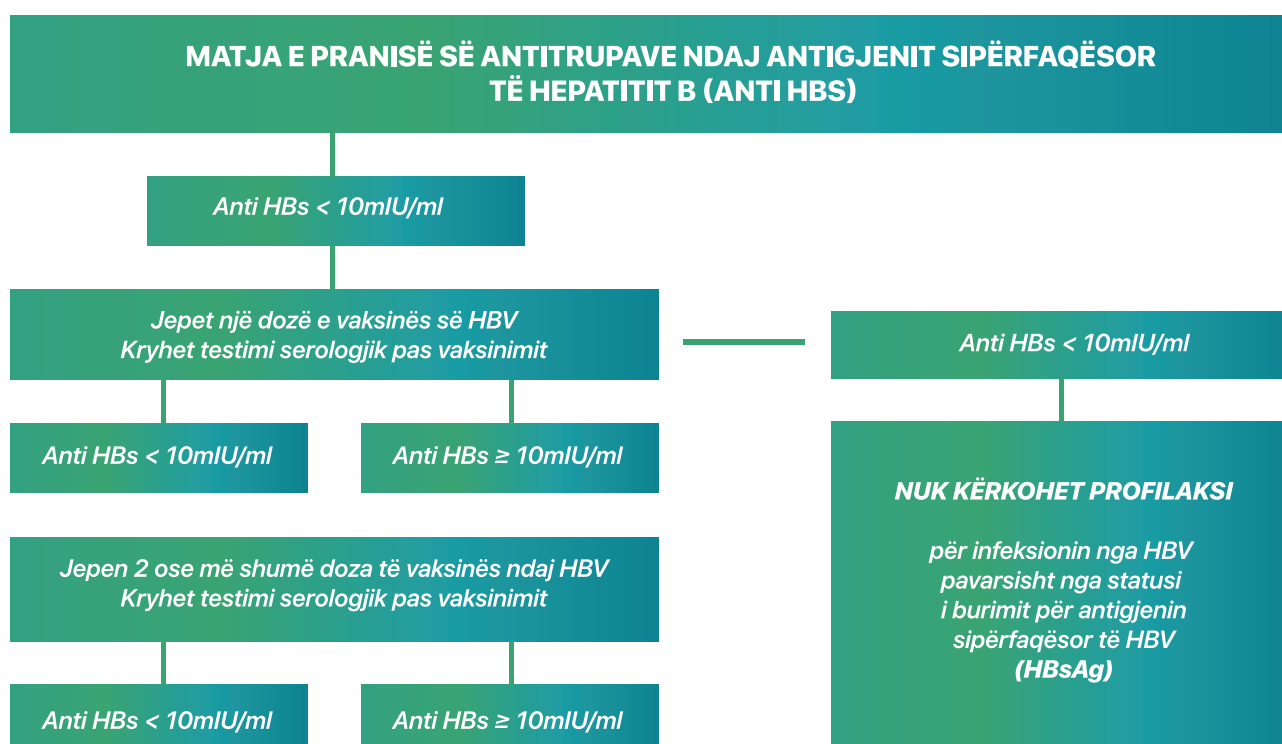 MATJA E PRANISË SË ANTITRUPAVE NDAJ ANTIGJENIT SIPËRFAQËSOR
TË HEPATITIT B (ANTI HBS)
Anti HBs < 10mIU/ml
Jepet një dozë e vaksinës së HBV
Kryhet testimi serologjik pas vaksinimit
Anti HBs < 10mIU/ml
Anti HBs < 10mIU/ml
Anti HBs ≥ 10mIU/ml
NUK KËRKOHET PROFILAKSI
për infeksionin nga HBV
pavarsisht nga statusi
i burimit për antigjenin
sipërfaqësor të HBV
(HBsAg)
Jepen 2 ose më shumë doza të vaksinës ndaj HBV
Kryhet testimi serologjik pas vaksinimit
Anti HBs < 10mIU/ml
Anti HBs ≥ 10mIU/ml